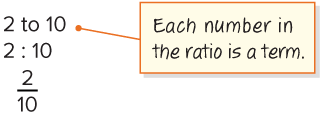 2 to 10
2 : 10
2
10
Each number in
the ratio is a term.